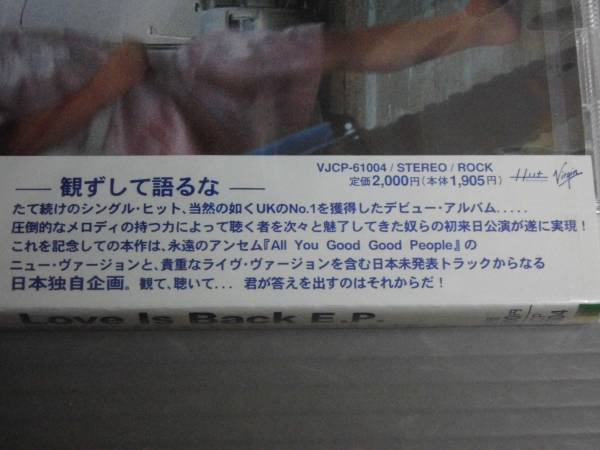 VJCP-61004 / STEREO / ROCK
定価2,000円(本体1,905円)
Hut Virgin
― 観ずして語るな ―
たて続けのシングル・ヒット、当然の如くUKのNo.1を獲得したデビュー・アルバム.....
圧倒的なメロディの持つ力によって聴く者を次々と魅了してきた奴らの初来日公演が遂に実現！
これを記念しての本作は、永遠のアンセム『All You Good Good People』の
ニュー・ヴァージョンと、貴重なライヴ・ヴァージョンを含む日本未発表トラックからなる
日本独自企画。観て、聴いて... 君が答えを出すのはそれからだ！
Love Is Back E.P.